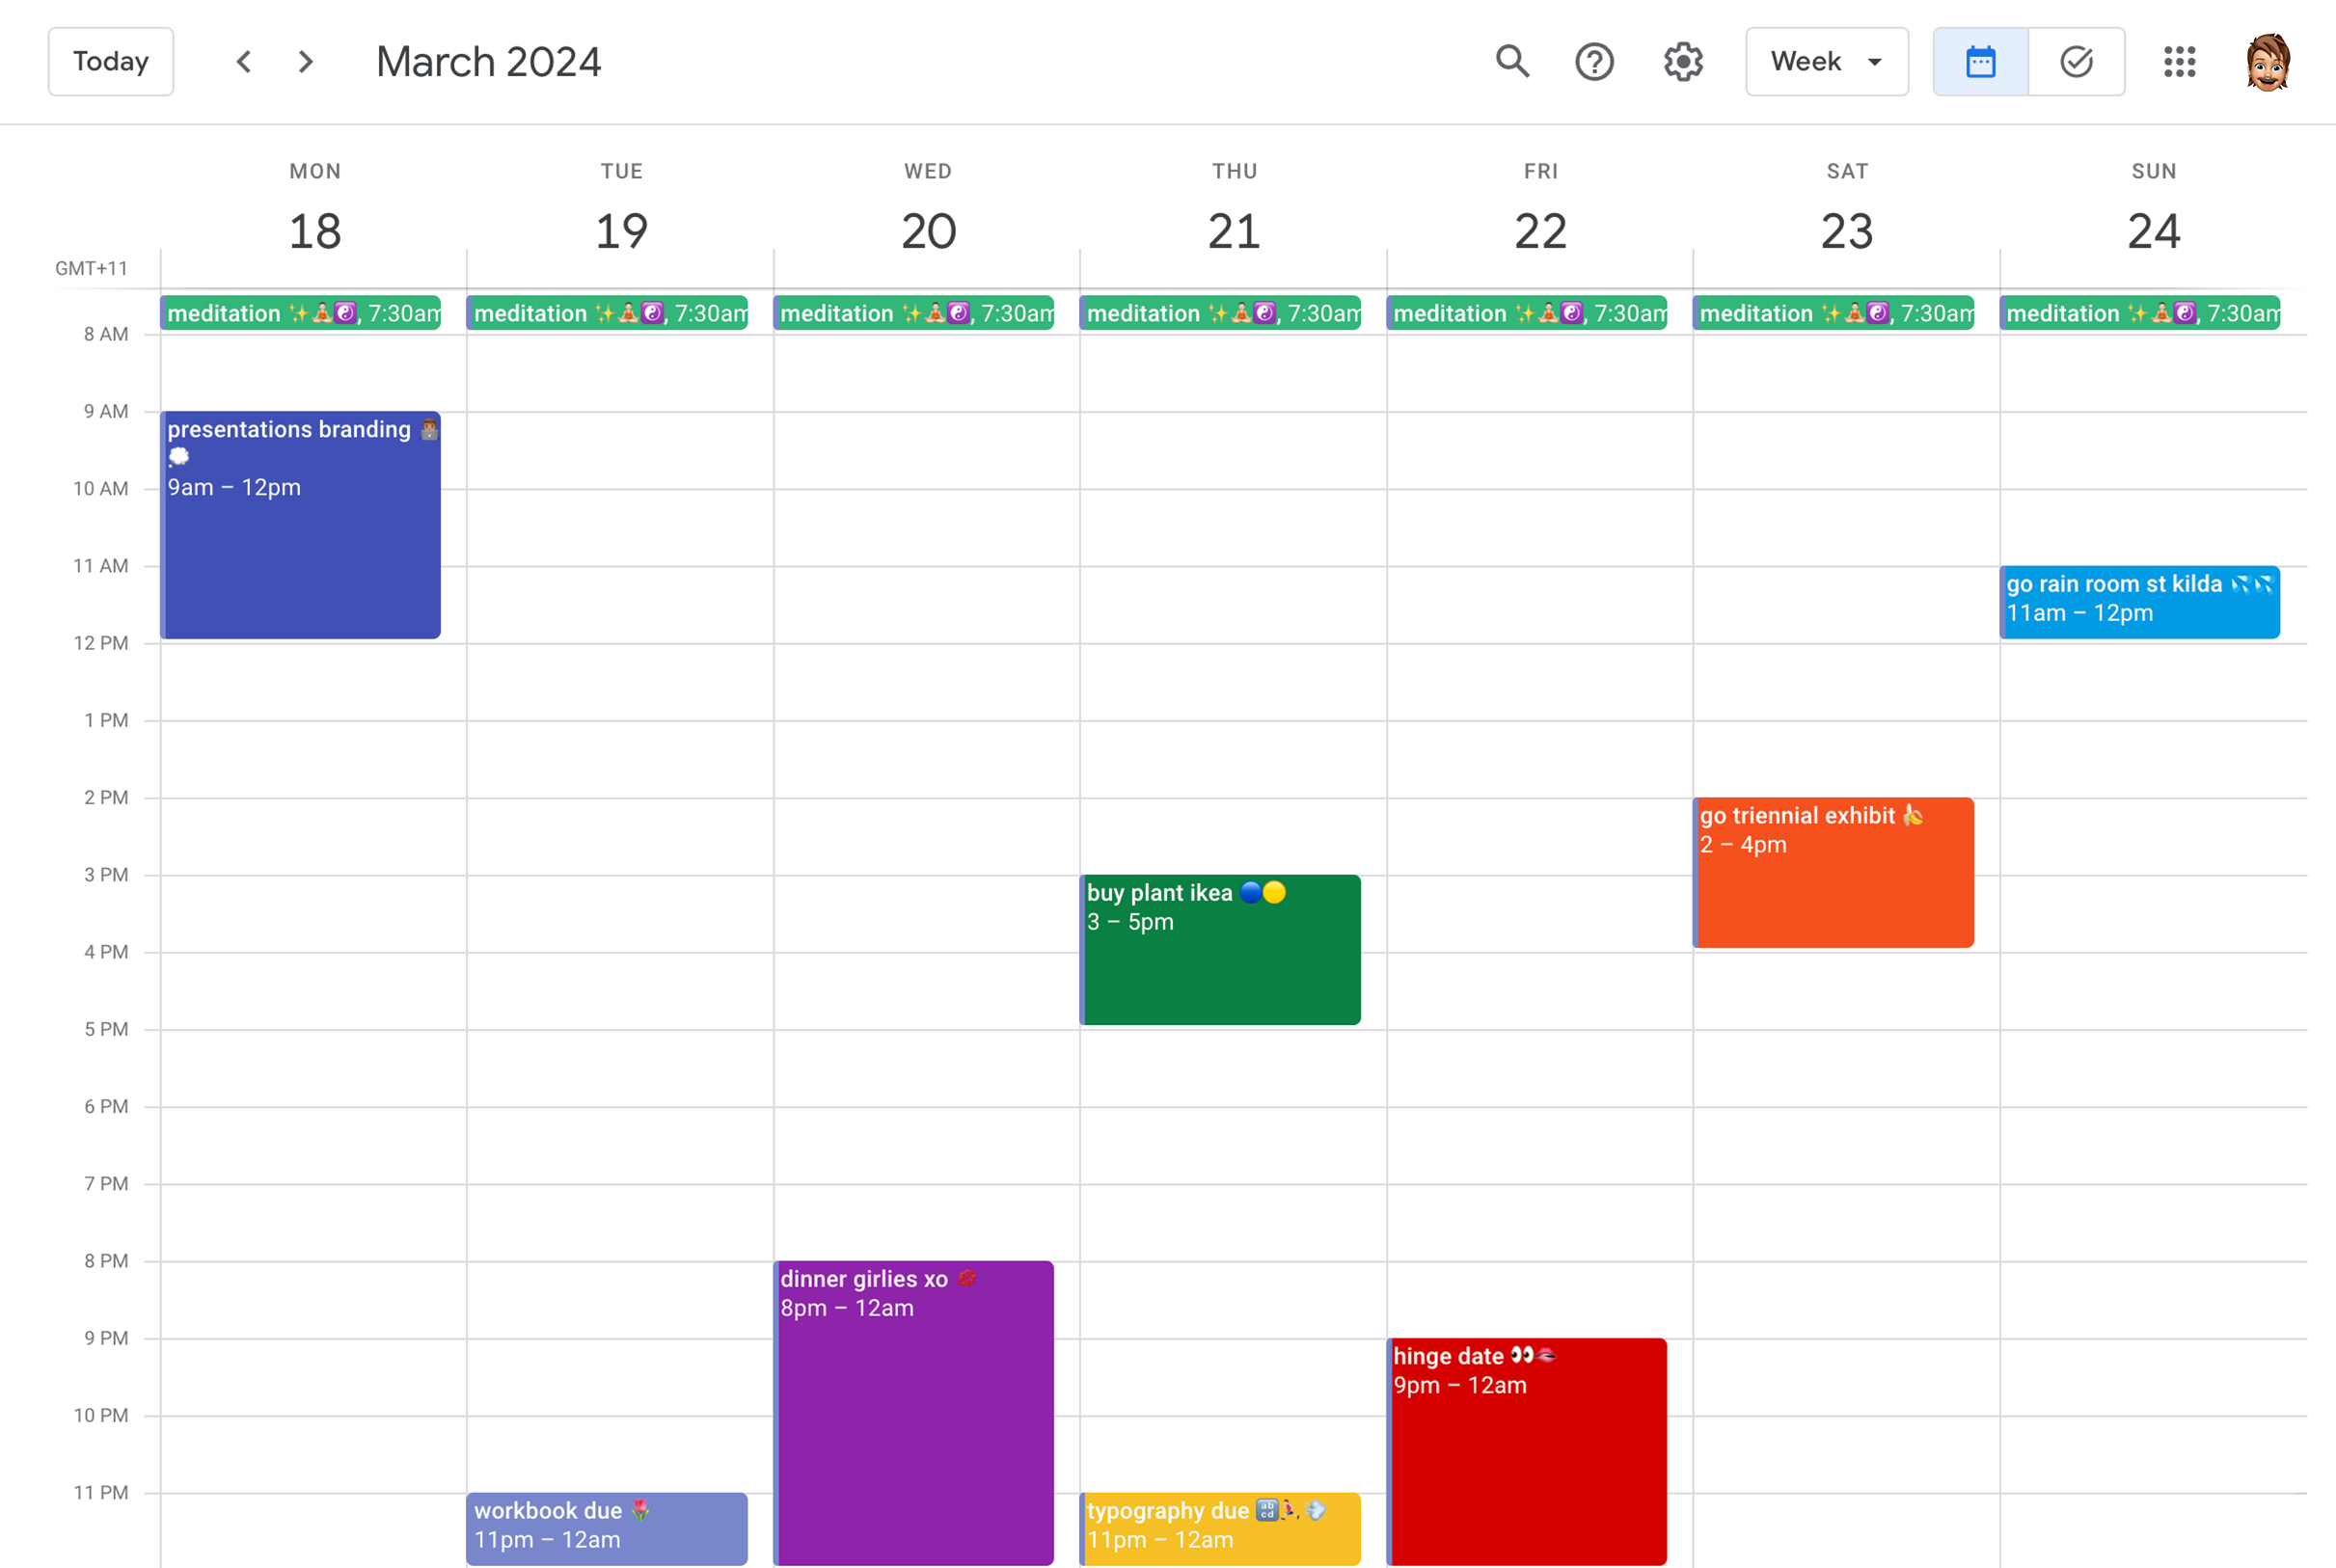 Today
March 2024
Week
MON
TUE
WED
THU
FRI
SAT
SUN
18
19
20
21
22
23
24
GMT+11
meditation ✨🧘🏻☯️, 7:30am
meditation ✨🧘🏻☯️, 7:30am
meditation ✨🧘🏻☯️, 7:30am
meditation ✨🧘🏻☯️, 7:30am
meditation ✨🧘🏻☯️, 7:30am
meditation ✨🧘🏻☯️, 7:30am
meditation ✨🧘🏻☯️, 7:30am
8 AM
9 AM
presentations branding 👨🏽‍💻
💭
9am – 12pm
10 AM
11 AM
go rain room st kilda 💦💦
11am – 12pm
12 PM
1 PM
2 PM
go triennial exhibit 🍌
2 – 4pm
3 PM
buy plant ikea 🔵🟡
3 – 5pm
4 PM
5 PM
6 PM
7 PM
8 PM
dinner girlies xo 💋
8pm – 12am
9 PM
hinge date 👀🫦
9pm – 12am
10 PM
11 PM
workbook due 🌷
11pm – 12am
typography due 🔡🧎🏻‍♀️💨
11pm – 12am